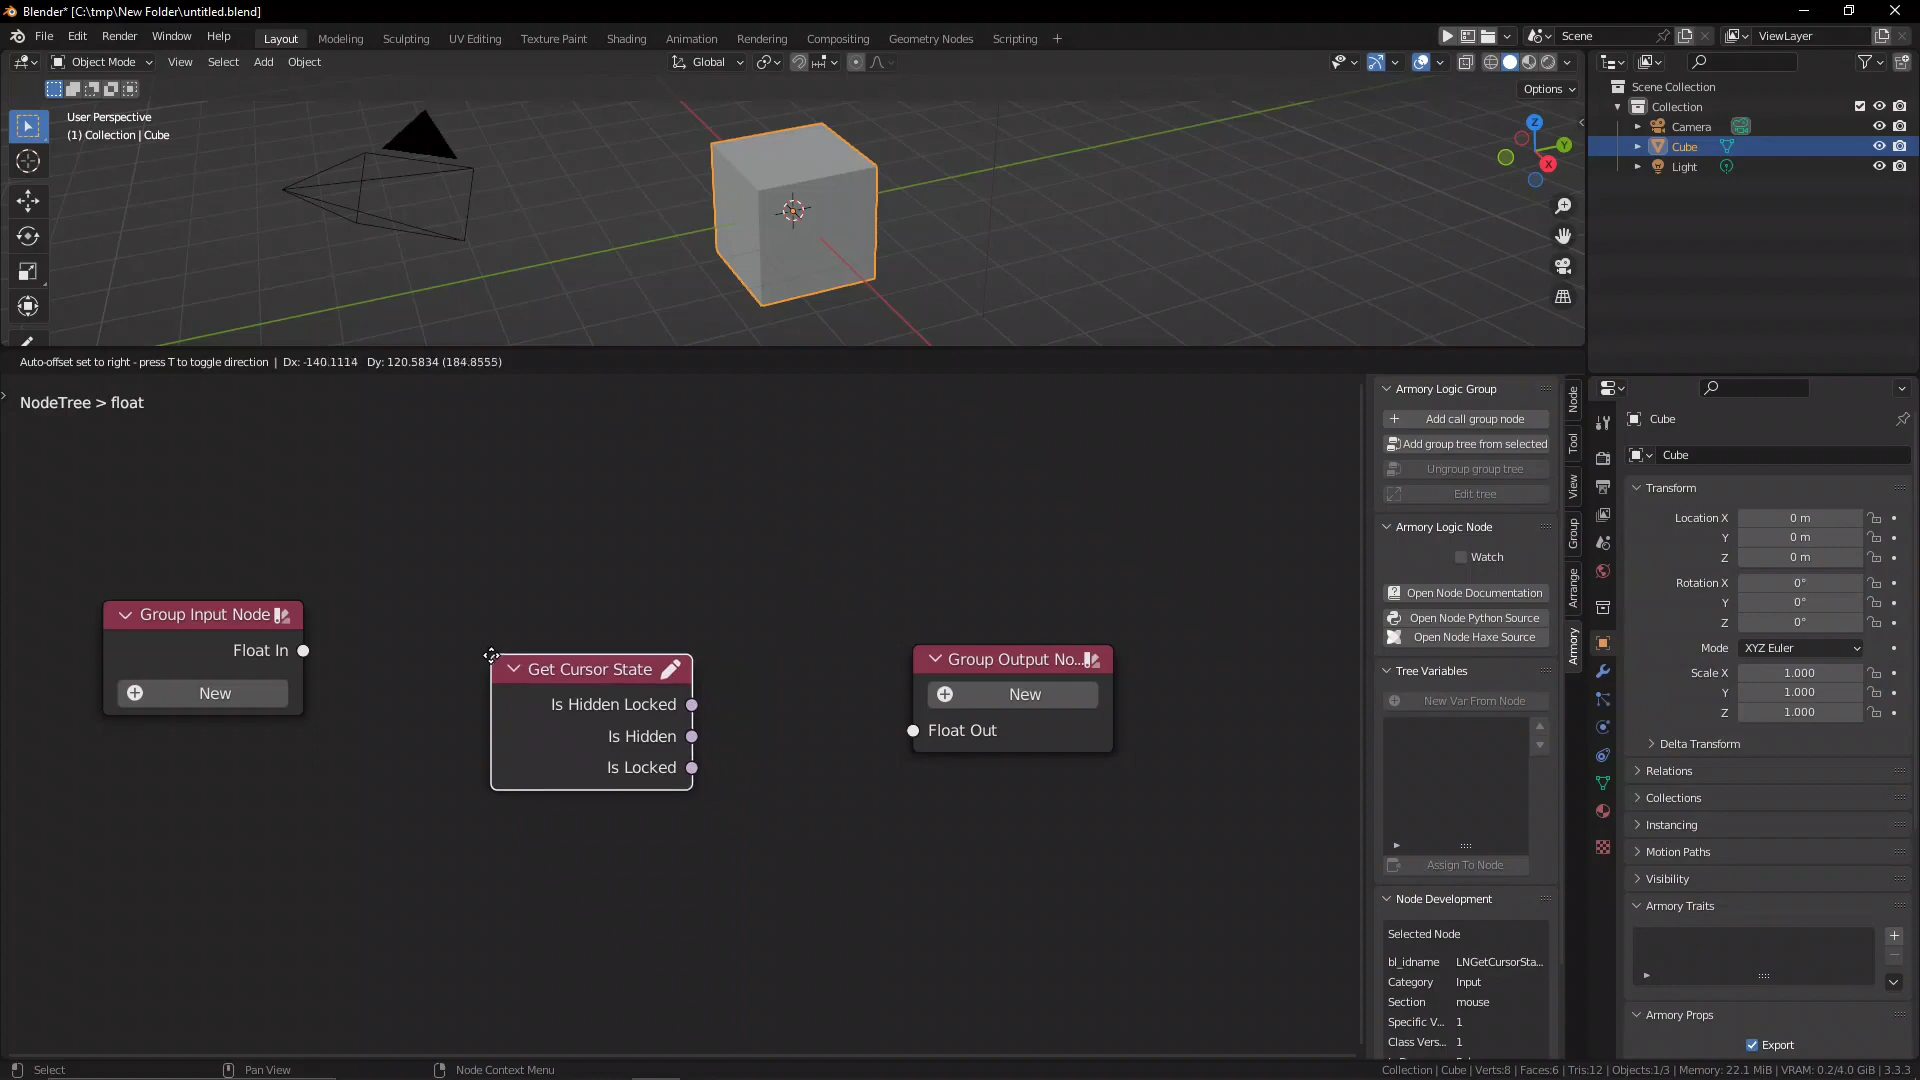 Blender* [C:\tmp\New Folder\untitled.blend]
File Edit Render Window Help Layout Modeling Sculpting UV Editing Texture Paint Shading Animation Rendering Compositing Geometry Nodes Scripting + Scene ViewLayer
Object Mode View Select Add Object Global
Options
User Perspective
(1) Collection | Cube
Z
Y
X
Scene Collection
Collection
Camera
Cube
Light
Auto-offset set to right - press T to toggle direction | Dx: -140.1114 Dy: 120.5834 (184.8555)
NodeTree > float
Group Input Node
Float In
New
Get Cursor State
Is Hidden Locked
Is Hidden
Is Locked
Group Output No...
New
Float Out
Armory Logic Group
Add call group node
Add group tree from selected
Ungroup group tree
Edit tree
Armory Logic Node
Watch
Open Node Documentation
Open Node Python Source
Open Node Haxe Source
Tree Variables
New Var From Node
Assign To Node
Node Development
Selected Node
bl_idname LNGetCursorSta...
Category Input
Section mouse
Specific V... 1
Class Vers... 1
Node
Tool
View
Group
Arrange
Armory
Cube
Cube
Transform
Location X 0 m
Y 0 m
Z 0 m
Rotation X 0°
Y 0°
Z 0°
Mode XYZ Euler
Scale X 1.000
Y 1.000
Z 1.000
Delta Transform
Relations
Collections
Instancing
Motion Paths
Visibility
Armory Traits
Armory Props
Export
Select Pan View Node Context Menu Collection | Cube | Verts:8 | Faces:6 | Tris:12 | Objects:1/3 | Memory: 22.1 MiB | VRAM: 0.2/4.0 GiB | 3.3.3